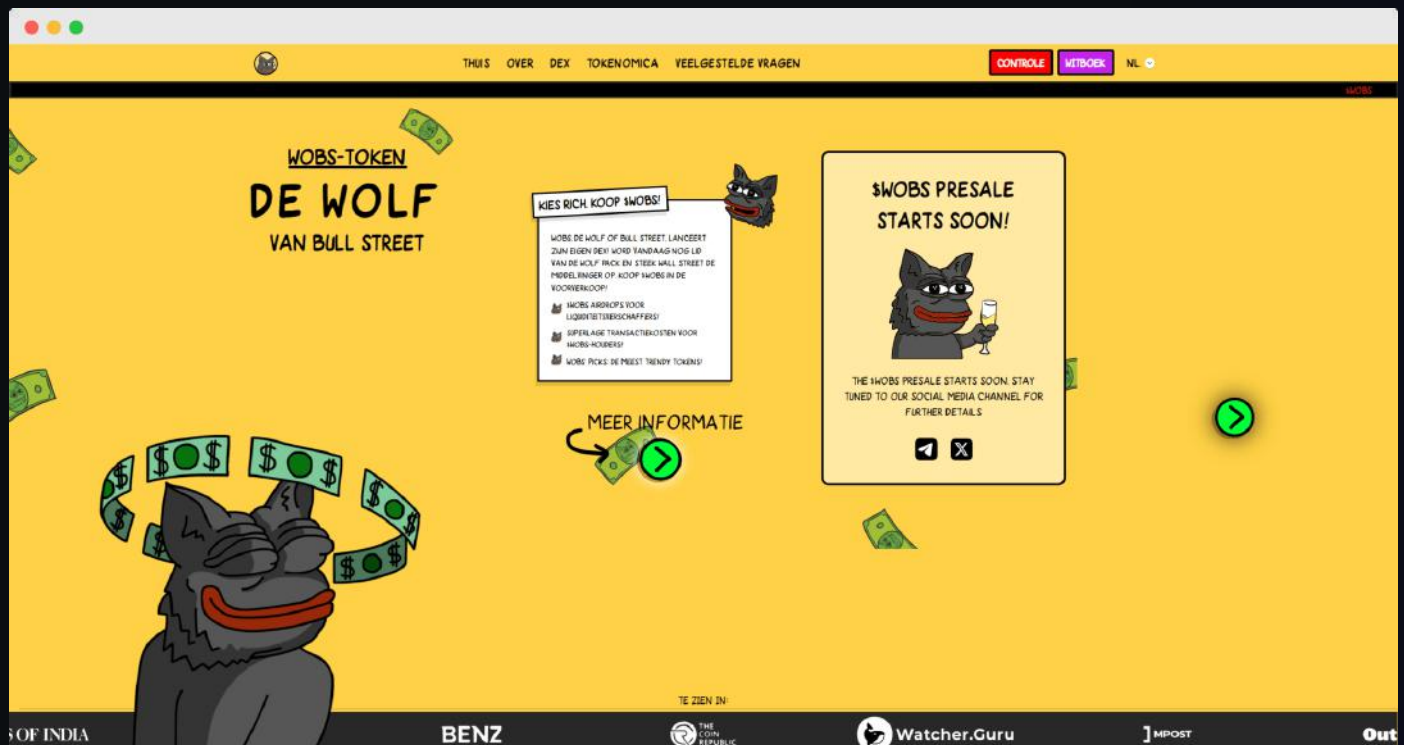 THUIS OVER DEX TOKENOMICA VEELGESTELDE VRAGEN
CONTROLE WITBOEK NL
$WOBS
WOBS-TOKEN
DE WOLF
VAN BULL STREET
KIES RICH. KOOP $WOBS!
WOBS, DE WOLF OF BULL STREET, LANCEERT
ZIJN EIGEN DEX! WORD VANDAAG NOG LID
VAN DE WOLF PACK EN STEEK WALL STREET DE
MIDDELVINGER OP. KOOP $WOBS IN DE
VOORVERKOOP!
$WOBS AIRDROPS VOOR
LIQUIDITEITSVERSCHAFFERS!
SUPERLAGE TRANSACTIEKOSTEN VOOR
$WOBS-HOUDERS!
WOBS' PICKS: DE MEEST TRENDY TOKENS!
MEER INFORMATIE
$WOBS PRESALE
STARTS SOON!
THE $WOBS PRESALE STARTS SOON. STAY
TUNED TO OUR SOCIAL MEDIA CHANNEL FOR
FURTHER DETAILS
TE ZIEN IN:
S OF INDIA
BENZ
THE
COIN
REPUBLIC
Watcher.Guru
MPOST
Out